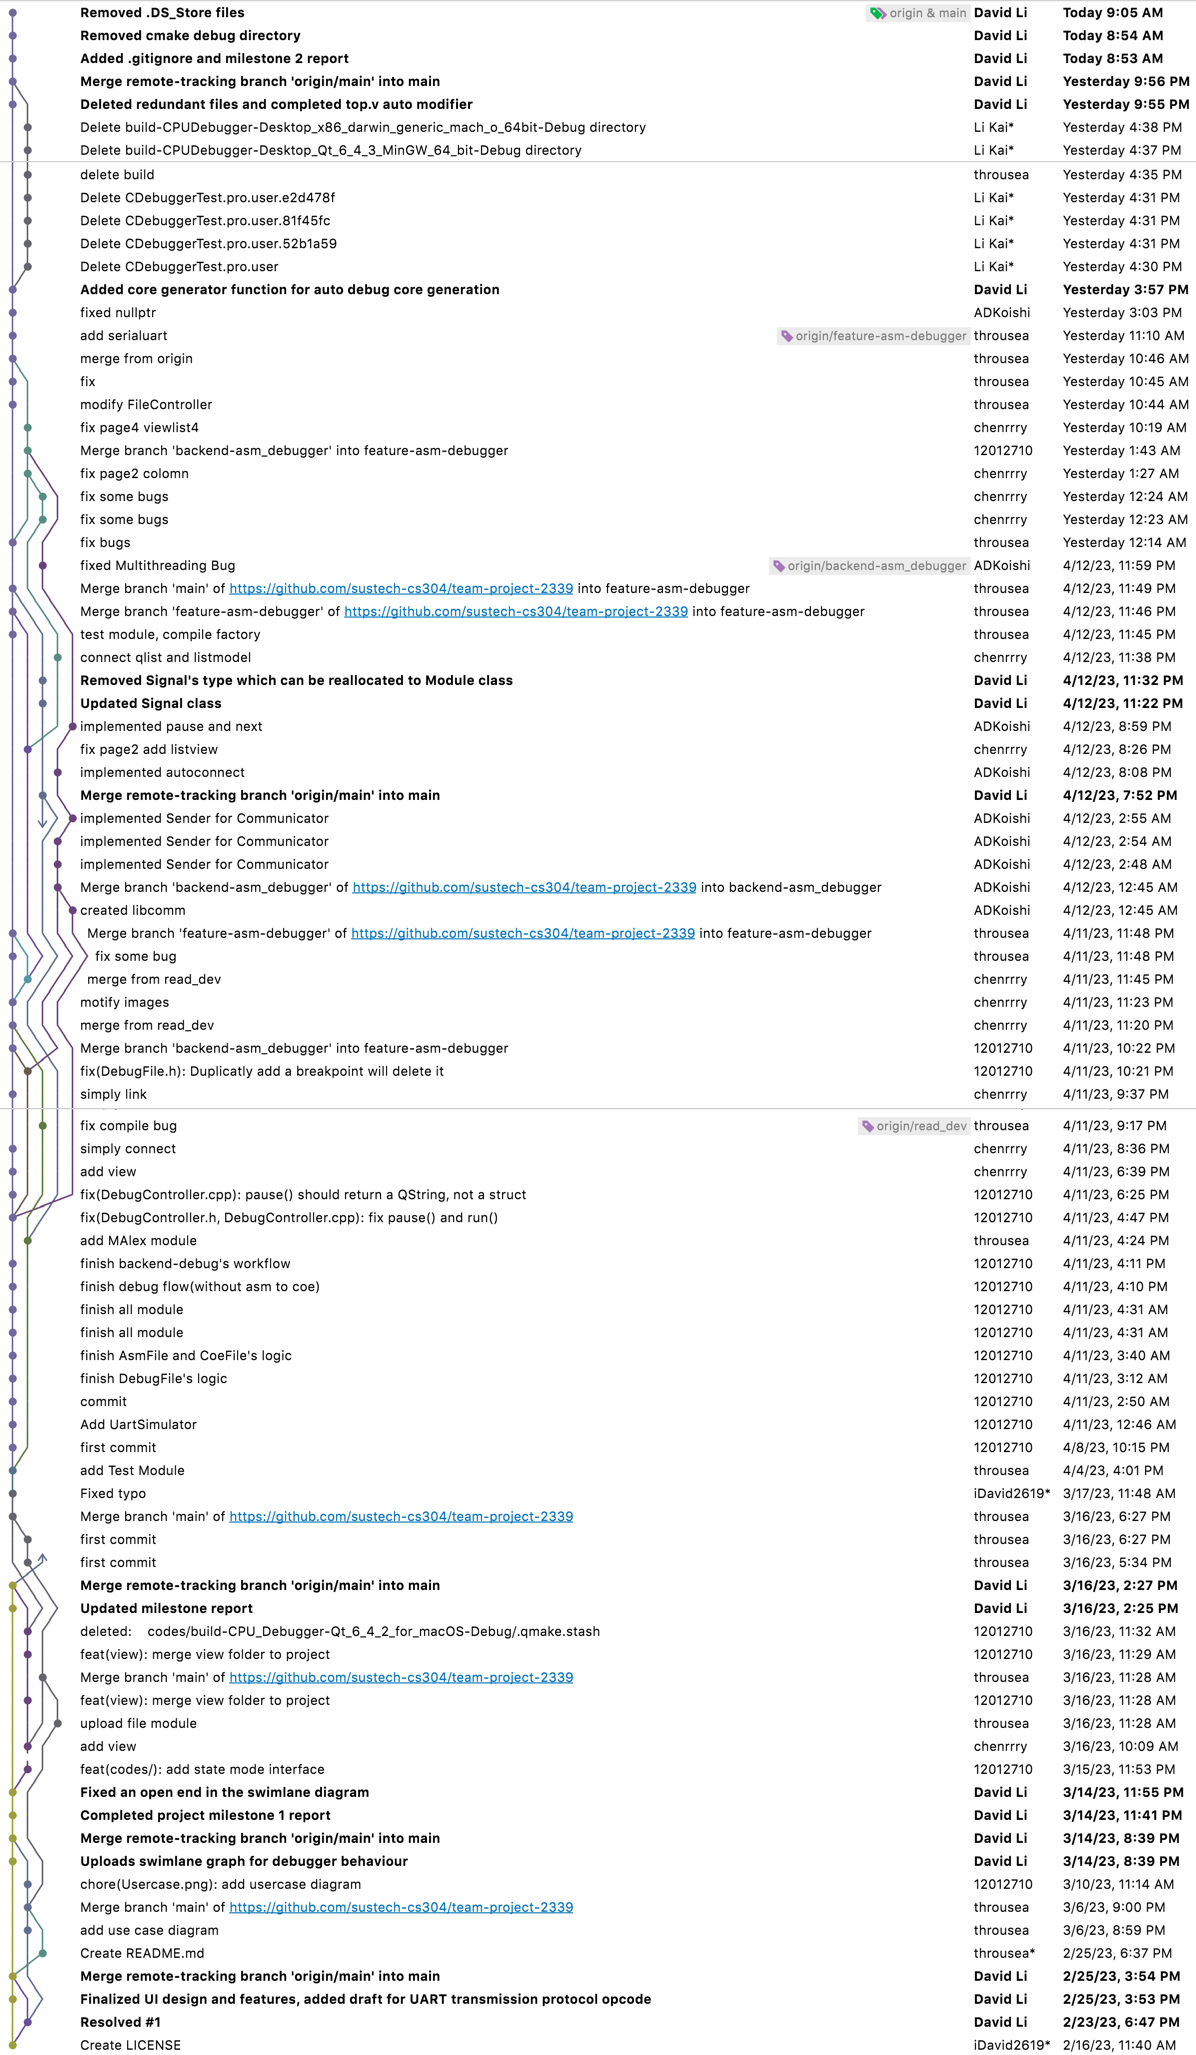 Removed .DS_Store files origin & main David Li Today 9:05 AM
Removed cmake debug directory David Li Today 8:54 AM
Added .gitignore and milestone 2 report David Li Today 8:53 AM
Merge remote-tracking branch 'origin/main' into main David Li Yesterday 9:56 PM
Deleted redundant files and completed top.v auto modifier David Li Yesterday 9:55 PM
Delete build-CPUDebugger-Desktop_x86_darwin_generic_mach_o_64bit-Debug directory Li Kai* Yesterday 4:38 PM
Delete build-CPUDebugger-Desktop_Qt_6_4_3_MinGW_64_bit-Debug directory Li Kai* Yesterday 4:37 PM
delete build throusea Yesterday 4:35 PM
Delete CDebuggerTest.pro.user.e2d478f Li Kai* Yesterday 4:31 PM
Delete CDebuggerTest.pro.user.81f45fc Li Kai* Yesterday 4:31 PM
Delete CDebuggerTest.pro.user.52b1a59 Li Kai* Yesterday 4:31 PM
Delete CDebuggerTest.pro.user Li Kai* Yesterday 4:30 PM
Added core generator function for auto debug core generation David Li Yesterday 3:57 PM
fixed nullptr ADKoishi Yesterday 3:03 PM
add serialuart origin/feature-asm-debugger throusea Yesterday 11:10 AM
merge from origin throusea Yesterday 10:46 AM
fix throusea Yesterday 10:45 AM
modify FileController throusea Yesterday 10:44 AM
fix page4 viewlist4 chenrrry Yesterday 10:19 AM
Merge branch 'backend-asm_debugger' into feature-asm-debugger 12012710 Yesterday 1:43 AM
fix page2 colomn chenrrry Yesterday 1:27 AM
fix some bugs chenrrry Yesterday 12:24 AM
fix some bugs chenrrry Yesterday 12:23 AM
fix bugs throusea Yesterday 12:14 AM
fixed Multithreading Bug origin/backend-asm_debugger ADKoishi 4/12/23, 11:59 PM
Merge branch 'main' of https://github.com/sustech-cs304/team-project-2339 into feature-asm-debugger throusea 4/12/23, 11:49 PM
Merge branch 'feature-asm-debugger' of https://github.com/sustech-cs304/team-project-2339 into feature-asm-debugger throusea 4/12/23, 11:46 PM
test module, compile factory throusea 4/12/23, 11:45 PM
connect qlist and listmodel chenrrry 4/12/23, 11:38 PM
Removed Signal's type which can be reallocated to Module class David Li 4/12/23, 11:32 PM
Updated Signal class David Li 4/12/23, 11:22 PM
implemented pause and next ADKoishi 4/12/23, 8:59 PM
fix page2 add listview chenrrry 4/12/23, 8:26 PM
implemented autoconnect ADKoishi 4/12/23, 8:08 PM
Merge remote-tracking branch 'origin/main' into main David Li 4/12/23, 7:52 PM
implemented Sender for Communicator ADKoishi 4/12/23, 2:55 AM
implemented Sender for Communicator ADKoishi 4/12/23, 2:54 AM
implemented Sender for Communicator ADKoishi 4/12/23, 2:48 AM
Merge branch 'backend-asm_debugger' of https://github.com/sustech-cs304/team-project-2339 into backend-asm_debugger ADKoishi 4/12/23, 12:45 AM
created libcomm ADKoishi 4/12/23, 12:45 AM
Merge branch 'feature-asm-debugger' of https://github.com/sustech-cs304/team-project-2339 into feature-asm-debugger throusea 4/11/23, 11:48 PM
fix some bug throusea 4/11/23, 11:48 PM
merge from read_dev chenrrry 4/11/23, 11:45 PM
motify images chenrrry 4/11/23, 11:23 PM
merge from read_dev chenrrry 4/11/23, 11:20 PM
Merge branch 'backend-asm_debugger' into feature-asm-debugger 12012710 4/11/23, 10:22 PM
fix(DebugFile.h): Duplicatly add a breakpoint will delete it 12012710 4/11/23, 10:21 PM
simply link chenrrry 4/11/23, 9:37 PM
fix compile bug origin/read_dev throusea 4/11/23, 9:17 PM
simply connect chenrrry 4/11/23, 8:36 PM
add view chenrrry 4/11/23, 6:39 PM
fix(DebugController.cpp): pause() should return a QString, not a struct 12012710 4/11/23, 6:25 PM
fix(DebugController.h, DebugController.cpp): fix pause() and run() 12012710 4/11/23, 4:47 PM
add MAlex module throusea 4/11/23, 4:24 PM
finish backend-debug's workflow 12012710 4/11/23, 4:11 PM
finish debug flow(without asm to coe) 12012710 4/11/23, 4:10 PM
finish all module 12012710 4/11/23, 4:31 AM
finish all module 12012710 4/11/23, 4:31 AM
finish AsmFile and CoeFile's logic 12012710 4/11/23, 3:40 AM
finish DebugFile's logic 12012710 4/11/23, 3:12 AM
commit 12012710 4/11/23, 2:50 AM
Add UartSimulator 12012710 4/11/23, 12:46 AM
first commit 12012710 4/8/23, 10:15 PM
add Test Module throusea 4/4/23, 4:01 PM
Fixed typo iDavid2619* 3/17/23, 11:48 AM
Merge branch 'main' of https://github.com/sustech-cs304/team-project-2339 throusea 3/16/23, 6:27 PM
first commit throusea 3/16/23, 6:27 PM
first commit throusea 3/16/23, 5:34 PM
Merge remote-tracking branch 'origin/main' into main David Li 3/16/23, 2:27 PM
Updated milestone report David Li 3/16/23, 2:25 PM
deleted: codes/build-CPU_Debugger-Qt_6_4_2_for_macOS-Debug/.qmake.stash 12012710 3/16/23, 11:32 AM
feat(view): merge view folder to project 12012710 3/16/23, 11:29 AM
Merge branch 'main' of https://github.com/sustech-cs304/team-project-2339 throusea 3/16/23, 11:28 AM
feat(view): merge view folder to project 12012710 3/16/23, 11:28 AM
upload file module throusea 3/16/23, 11:28 AM
add view chenrrry 3/16/23, 10:09 AM
feat(codes/): add state mode interface 12012710 3/15/23, 11:53 PM
Fixed an open end in the swimlane diagram David Li 3/14/23, 11:55 PM
Completed project milestone 1 report David Li 3/14/23, 11:41 PM
Merge remote-tracking branch 'origin/main' into main David Li 3/14/23, 8:39 PM
Uploads swimlane graph for debugger behaviour David Li 3/14/23, 8:39 PM
chore(Usercase.png): add usercase diagram 12012710 3/10/23, 11:14 AM
Merge branch 'main' of https://github.com/sustech-cs304/team-project-2339 throusea 3/6/23, 9:00 PM
add use case diagram throusea 3/6/23, 8:59 PM
Create README.md throusea* 2/25/23, 6:37 PM
Merge remote-tracking branch 'origin/main' into main David Li 2/25/23, 3:54 PM
Finalized UI design and features, added draft for UART transmission protocol opcode David Li 2/25/23, 3:53 PM
Resolved #1 David Li 2/23/23, 6:47 PM
Create LICENSE iDavid2619* 2/16/23, 11:40 AM